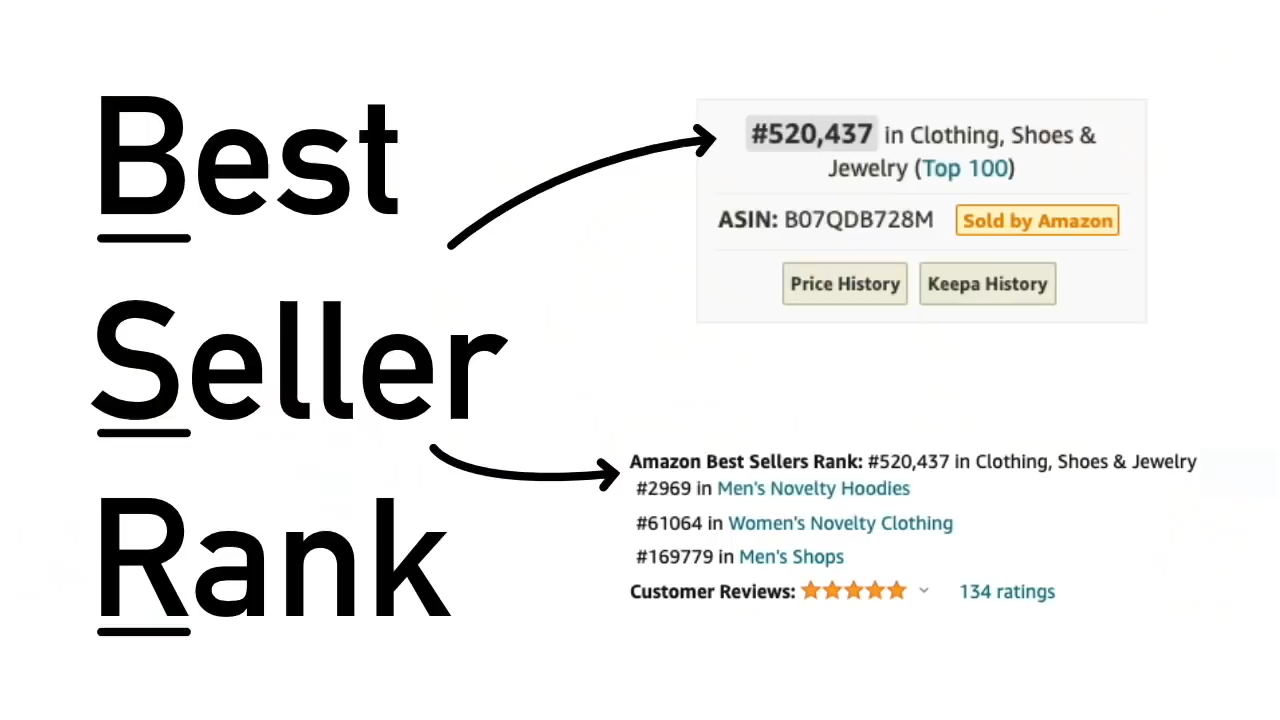 Best
Seller
Rank
#520,437 in Clothing, Shoes &
Jewelry (Top 100)
ASIN: B07QDB728M Sold by Amazon
Price History Keepa History
Amazon Best Sellers Rank: #520,437 in Clothing, Shoes & Jewelry
#2969 in Men's Novelty Hoodies
#61064 in Women's Novelty Clothing
#169779 in Men's Shops
Customer Reviews: 134 ratings